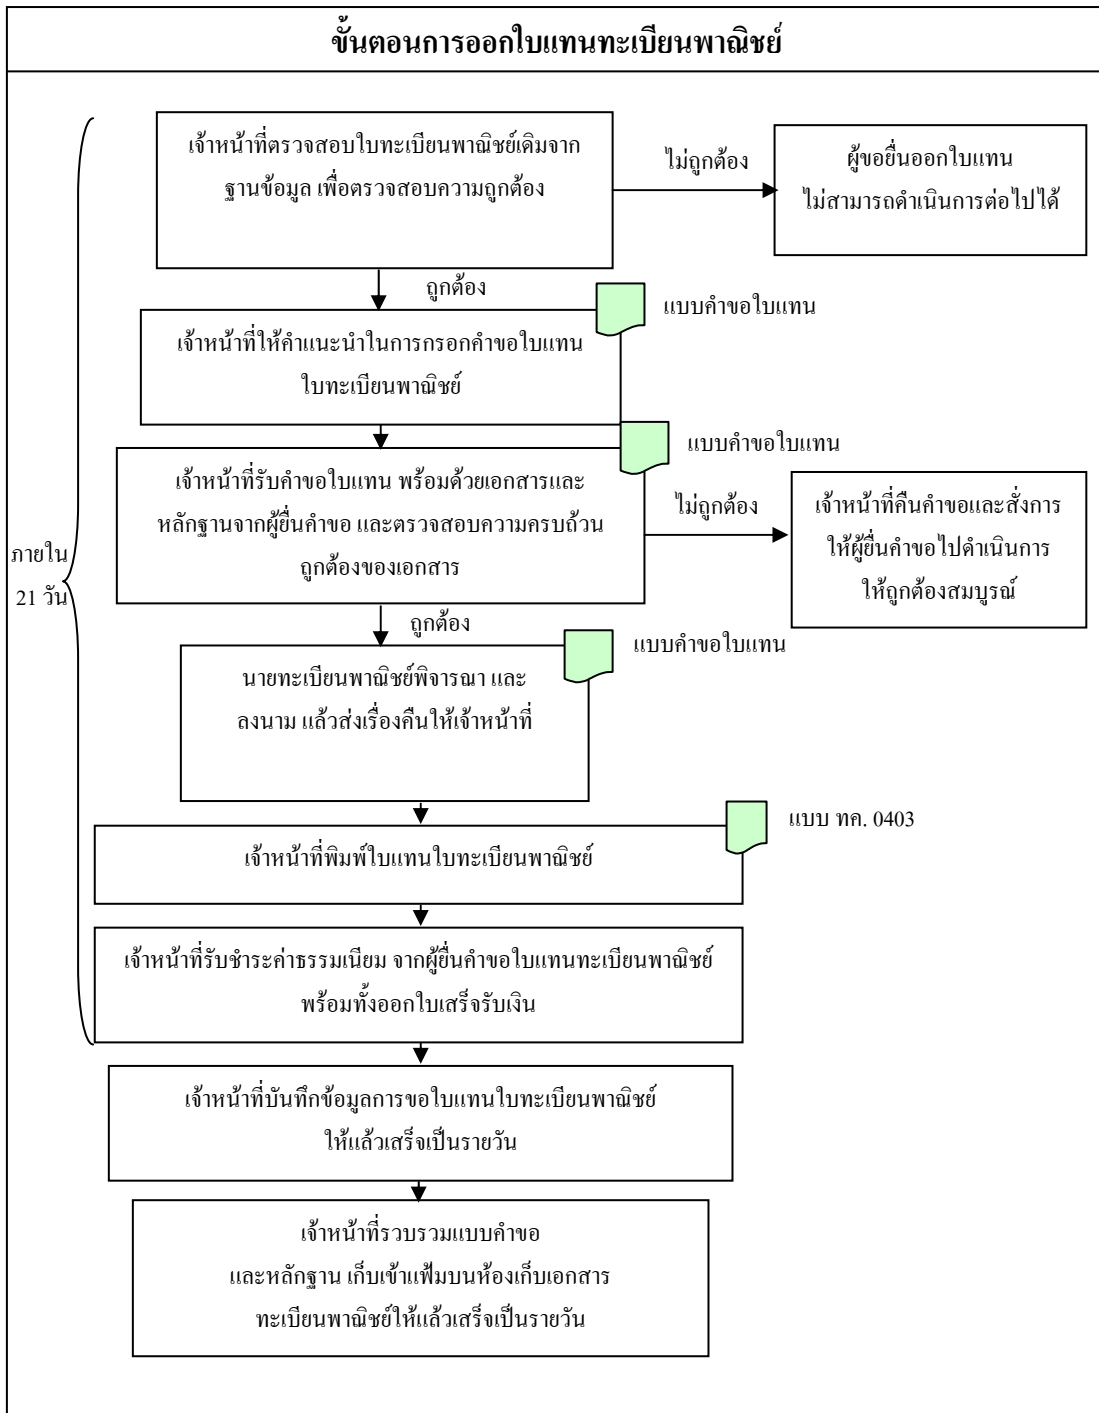 ขั้นตอนการออกใบแทนทะเบียนพาณิชย์
เจ้าหน้าที่ตรวจสอบใบทะเบียนพาณิชย์เดิมจาก
ฐานข้อมูล เพื่อตรวจสอบความถูกต้อง
ไม่ถูกต้อง
ผู้ขอยื่นออกใบแทน
ไม่สามารถดำเนินการต่อไปได้
ถูกต้อง
แบบคำขอใบแทน
เจ้าหน้าที่ให้คำแนะนำในการกรอกคำขอใบแทน
ใบทะเบียนพาณิชย์
แบบคำขอใบแทน
เจ้าหน้าที่รับคำขอใบแทน พร้อมด้วยเอกสารและ
หลักฐานจากผู้ยื่นคำขอ และตรวจสอบความครบถ้วน
ถูกต้องของเอกสาร
ไม่ถูกต้อง
เจ้าหน้าที่คืนคำขอและสั่งการ
ให้ผู้ยื่นคำขอไปดำเนินการ
ให้ถูกต้องสมบูรณ์
ภายใน
21 วัน
ถูกต้อง
แบบคำขอใบแทน
นายทะเบียนพาณิชย์พิจารณา และ
ลงนาม แล้วส่งเรื่องคืนให้เจ้าหน้าที่
แบบ ทค. 0403
เจ้าหน้าที่พิมพ์ใบแทนใบทะเบียนพาณิชย์
เจ้าหน้าที่รับชำระค่าธรรมเนียม จากผู้ยื่นคำขอใบแทนทะเบียนพาณิชย์
พร้อมทั้งออกใบเสร็จรับเงิน
เจ้าหน้าที่บันทึกข้อมูลการขอใบแทนใบทะเบียนพาณิชย์
ให้แล้วเสร็จเป็นรายวัน
เจ้าหน้าที่รวบรวมแบบคำขอ
และหลักฐาน เก็บเข้าแฟ้มบนห้องเก็บเอกสาร
ทะเบียนพาณิชย์ให้แล้วเสร็จเป็นรายวัน